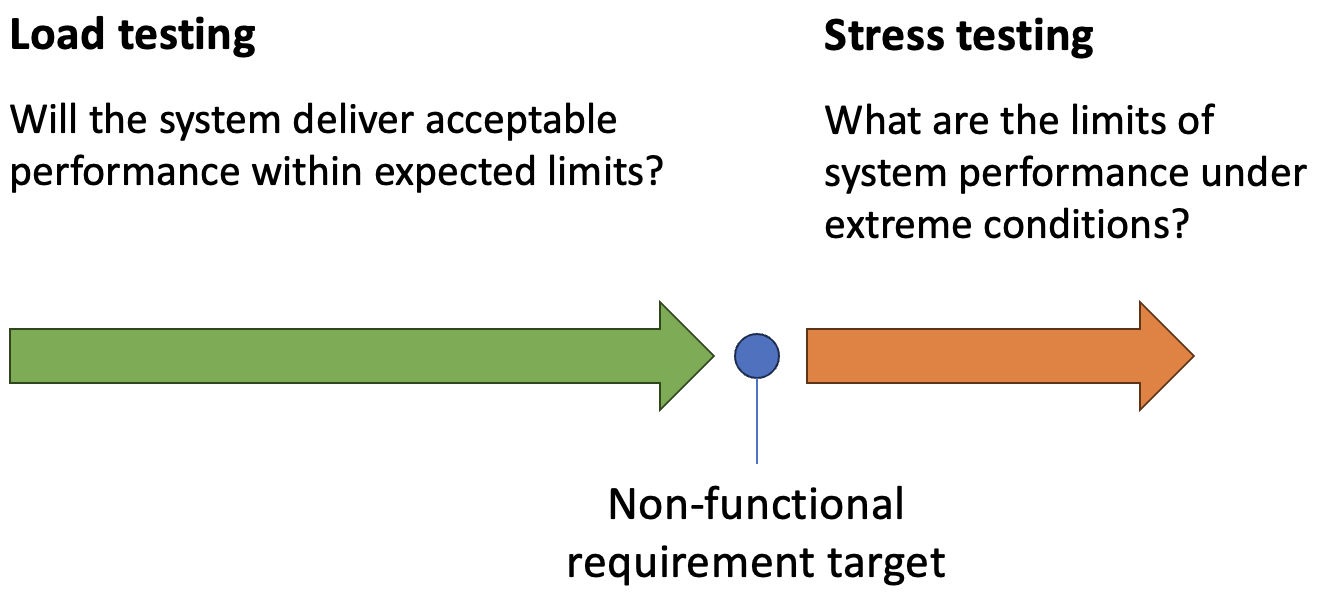 Load testing
Will the system deliver acceptable
performance within expected limits?
Stress testing
What are the limits of
system performance under
extreme conditions?
Non-functional
requirement target